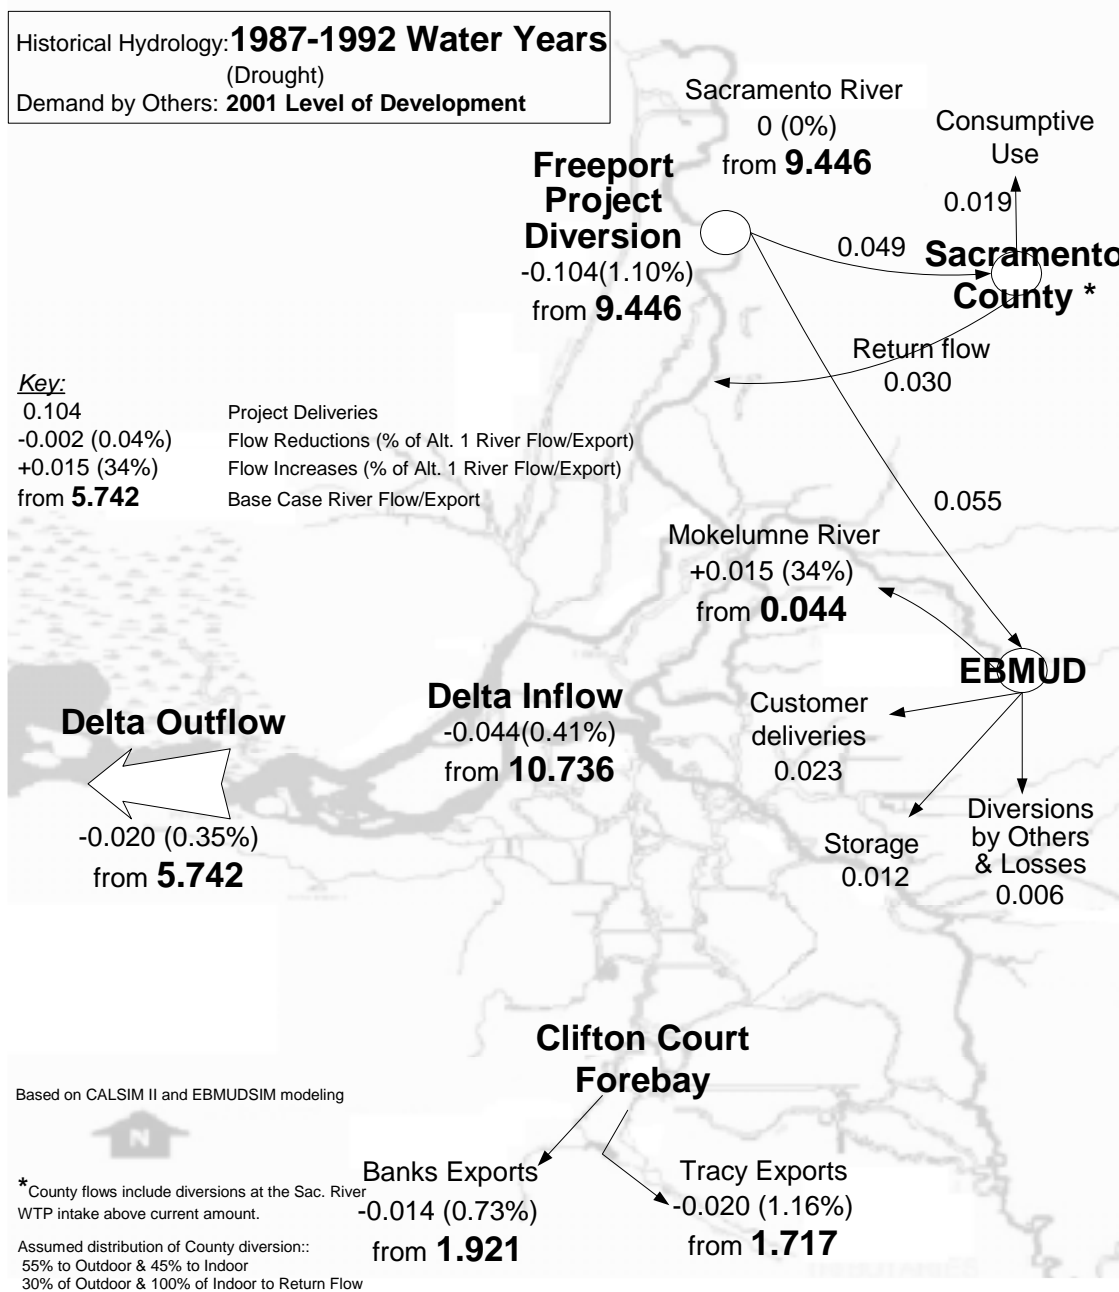 Historical Hydrology: 1987-1992 Water Years
(Drought)
Demand by Others: 2001 Level of Development
Sacramento River
0 (0%)
from 9.446
Consumptive
Use
0.019
Freeport
Project
Diversion
-0.104(1.10%)
from 9.446
0.049
Sacramento
County *
Return flow
0.030
Key:
0.104 Project Deliveries
-0.002 (0.04%) Flow Reductions (% of Alt. 1 River Flow/Export)
+0.015 (34%) Flow Increases (% of Alt. 1 River Flow/Export)
from 5.742 Base Case River Flow/Export
0.055
Mokelumne River
+0.015 (34%)
from 0.044
EBMUD
Delta Inflow
-0.044(0.41%)
from 10.736
Customer
deliveries
0.023
Delta Outflow
-0.020 (0.35%)
from 5.742
Storage
0.012
Diversions
by Others
& Losses
0.006
Clifton Court
Forebay
Based on CALSIM II and EBMUDSIM modeling
N
Banks Exports
-0.014 (0.73%)
from 1.921
Tracy Exports
-0.020 (1.16%)
from 1.717
*County flows include diversions at the Sac. River
WTP intake above current amount.
Assumed distribution of County diversion::
55% to Outdoor & 45% to Indoor
30% of Outdoor & 100% of Indoor to Return Flow